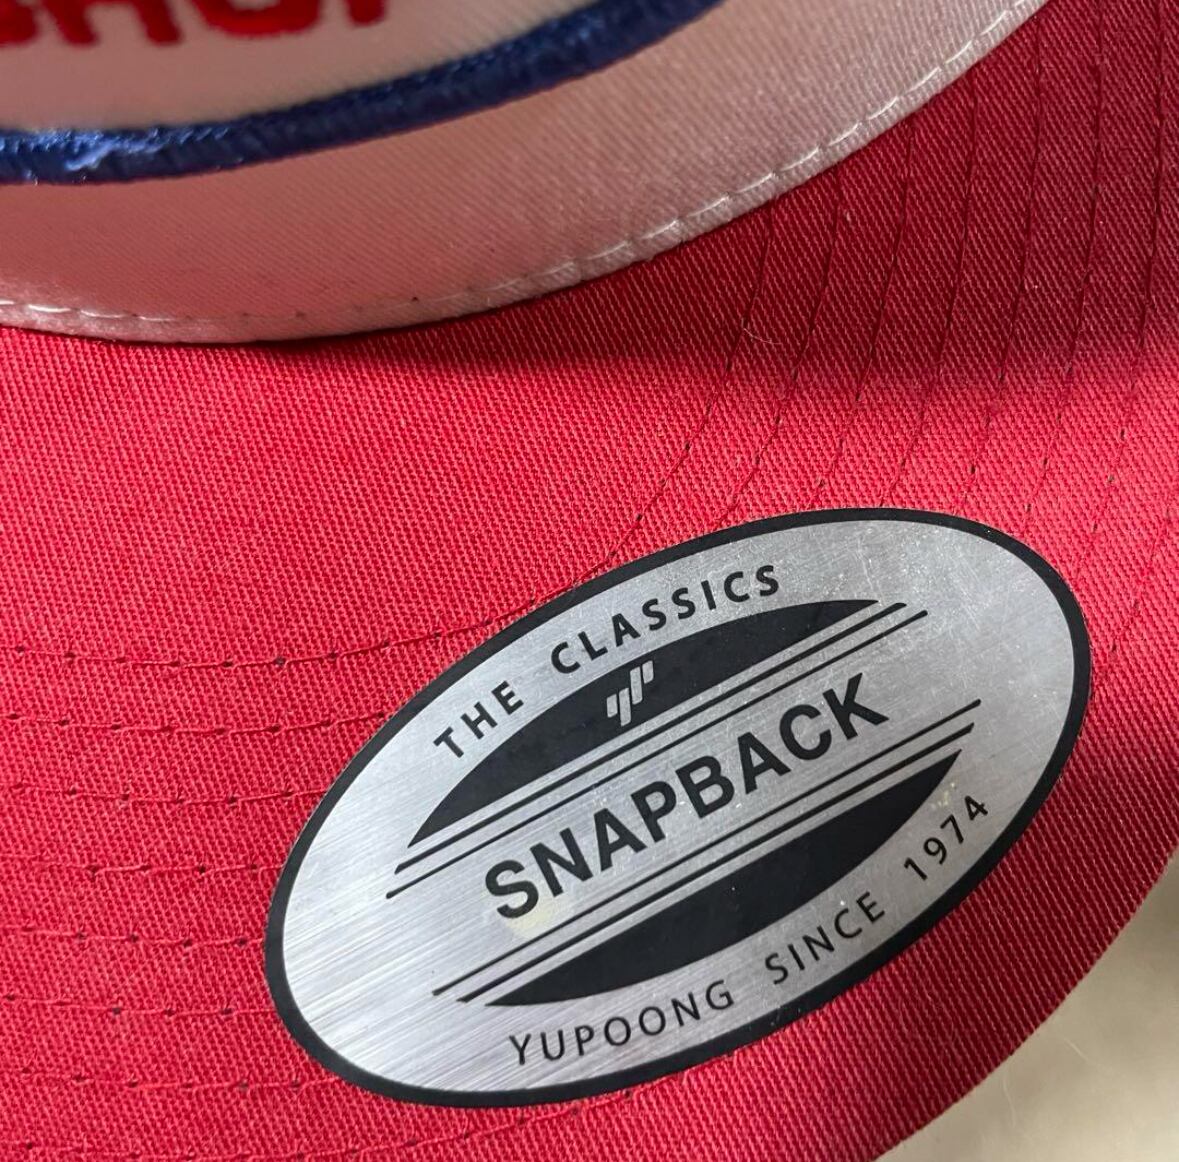 THE CLASSICS
SNAPBACK
YUPOONG SINCE 1974